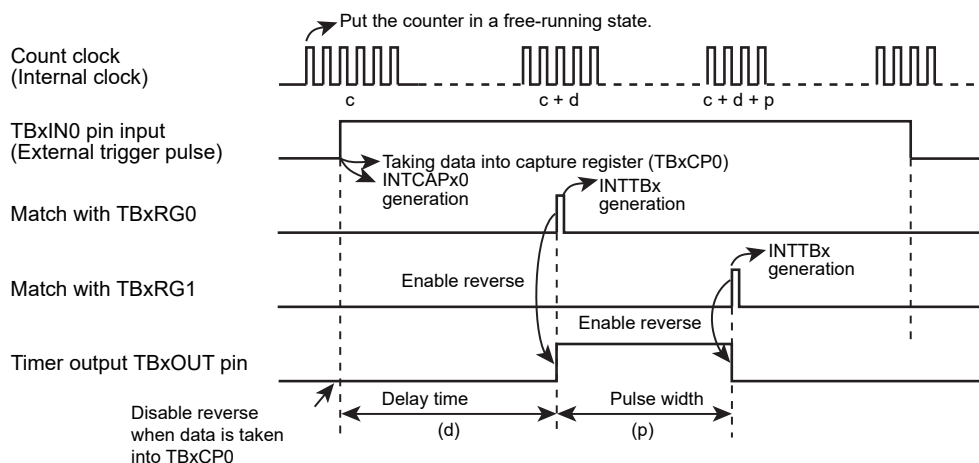 Put the counter in a free-running state.
Count clock
(Internal clock)
c
c + d
c + d + p
TBxIN0 pin input
(External trigger pulse)
Taking data into capture register (TBxCP0)
INTCAPx0
generation
INTTBx
generation
Match with TBxRG0
INTTBx
generation
Enable reverse
Match with TBxRG1
Enable reverse
Timer output TBxOUT pin
Disable reverse
when data is taken
into TBxCP0
Delay time
(d)
Pulse width
(p)